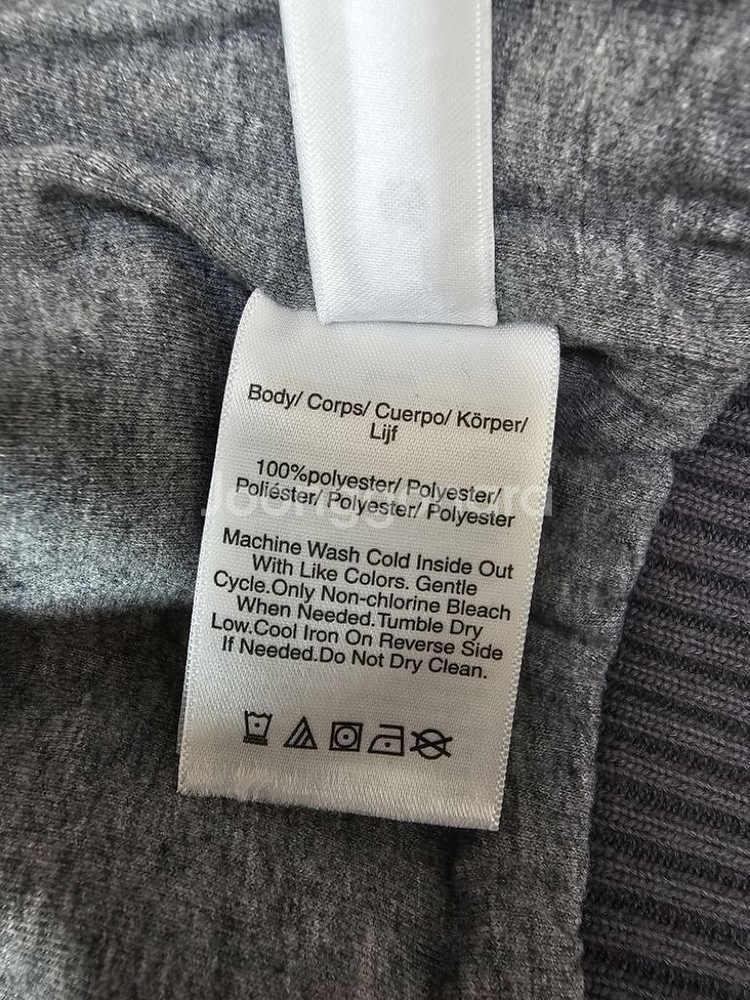 Body/ Corps/ Cuerpo/ Körper/
Lijf
100%polyester/ Polyester/
Poliéster/ Polyester/ Polyester
Joonggonara
Machine Wash Cold Inside Out
With Like Colors. Gentle
Cycle.Only Non-chlorine Bleach
When Needed.Tumble Dry
Low.Cool Iron On Reverse Side
If Needed.Do Not Dry Clean.